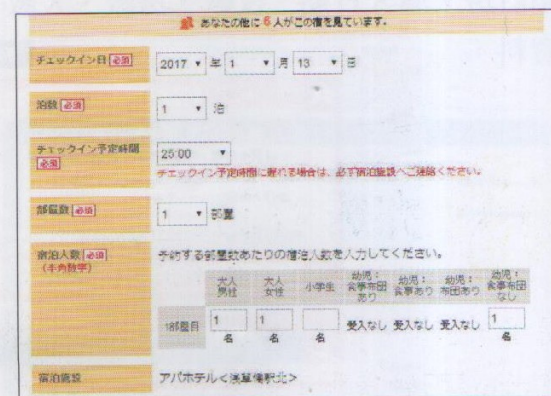 あなたの他に6人がこの宿を見ています。
チェックイン日 必須 2017 年 1 月 13 日
泊数 必須 1 泊
チェックイン予定時間 必須 25:00
チェックイン予定時間に遅れる場合は、必ず宿泊施設へご連絡ください。
部屋数 必須 1 部屋
宿泊人数 必須 (半角数字) 予約する部屋数あたりの宿泊人数を入力してください。
大人男性 大人女性 小学生 幼児:食事布団あり 幼児:食事あり 幼児:布団あり 幼児:食事布団なし
1部屋目 1名 1名 名 受入なし 受入なし 受入なし 1名
宿泊施設 アパホテル<浅草橋駅北>